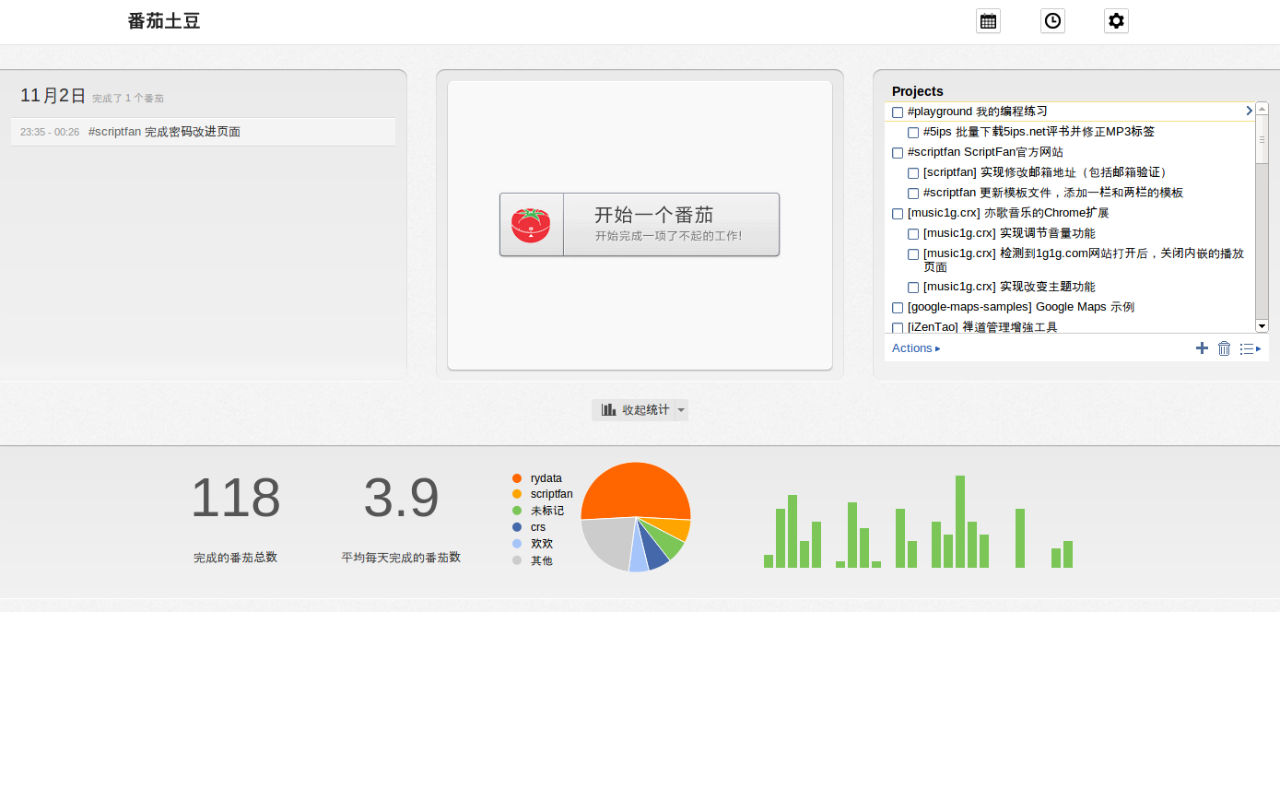 番茄土豆
11月2日 完成了 1 个番茄
23:35 - 00:26 #scriptfan 完成密码改进页面
开始一个番茄
开始完成一项了不起的工作!
Projects
#playground 我的编程练习
#5ips 批量下载5ips.net评书并修正MP3标签
#scriptfan ScriptFan官方网站
[scriptfan] 实现修改邮箱地址（包括邮箱验证）
#scriptfan 更新模板文件，添加一栏和两栏的模板
[music1g.crx] 亦歌音乐的Chrome扩展
[music1g.crx] 实现调节音量功能
[music1g.crx] 检测到1g1g.com网站打开后，关闭内嵌的播放
页面
[music1g.crx] 实现改变主题功能
[google-maps-samples] Google Maps 示例
[iZenTao] 禅道管理增強工具
Actions ▸
收起统计
118
完成的番茄总数
3.9
平均每天完成的番茄数
rydata
scriptfan
未标记
crs
欢欢
其他